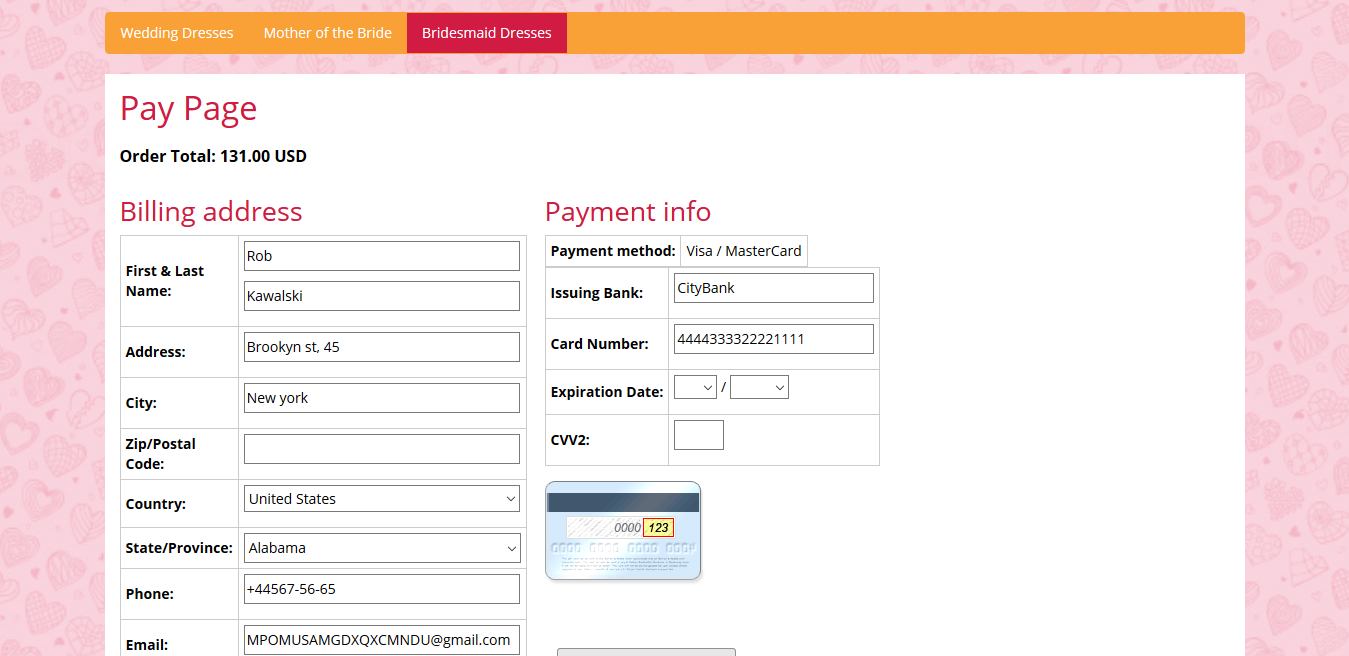 Wedding Dresses Mother of the Bride Bridesmaid Dresses
Pay Page
Order Total: 131.00 USD
Billing address
First & Last Name:
Rob
Kawalski
Address: Brookyn st, 45
City: New york
Zip/Postal Code:
Country: United States
State/Province: Alabama
Phone: +44567-56-65
Email: MPOMUSAMGDXQXCMNDU@gmail.com
Payment info
Payment method: Visa / MasterCard
Issuing Bank: CityBank
Card Number: 4444333322221111
Expiration Date: /
CVV2:
0000 123